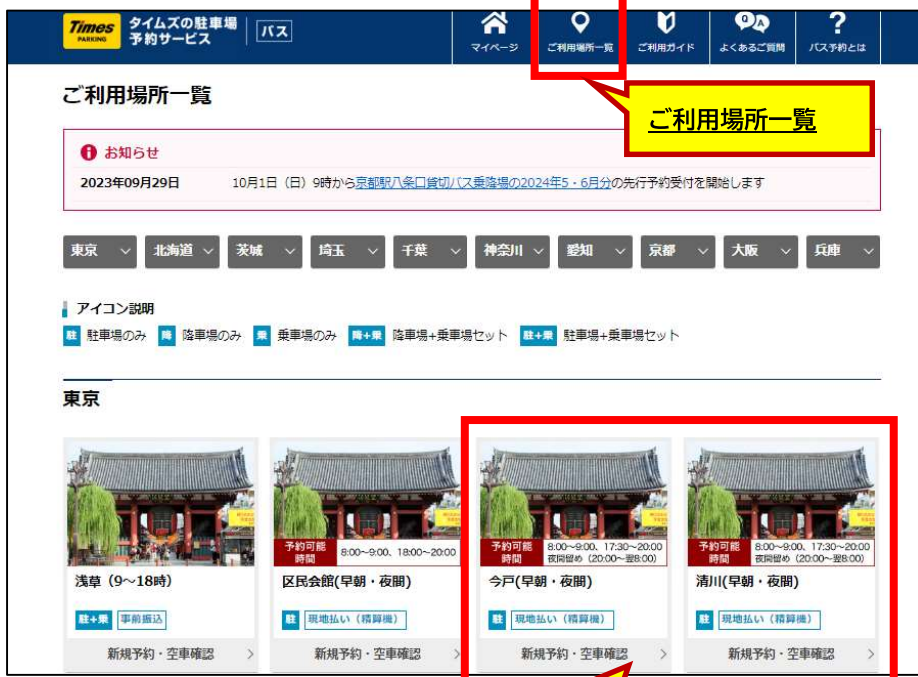 Times PARKING タイムズの駐車場 予約サービス バス
マイページ ご利用場所一覧 ご利用ガイド よくあるご質問 バス予約とは
ご利用場所一覧
ご利用場所一覧
お知らせ
2023年09月29日 10月1日（日）9時から京都駅八条口貸切バス乗降場の2024年5・6月分の先行予約受付を開始します
東京 北海道 茨城 埼玉 千葉 神奈川 愛知 京都 大阪 兵庫
アイコン説明
駐 駐車場のみ 降 降車場のみ 乗 乗車場のみ 降+乗 降車場+乗車場セット 駐+乗 駐車場+乗車場セット
東京
予約可能時間 8:00～9:00、18:00～20:00
予約可能時間 8:00～9:00、17:30～20:00 夜間留め（20:00～翌8:00）
予約可能時間 8:00～9:00、17:30～20:00 夜間留め（20:00～翌8:00）
浅草（9～18時） 区民会館(早朝・夜間) 今戸(早朝・夜間) 清川(早朝・夜間)
駐+乗 事前振込 駐 現地払い（精算機） 駐 現地払い（精算機） 駐 現地払い（精算機）
新規予約・空車確認 新規予約・空車確認 新規予約・空車確認 新規予約・空車確認